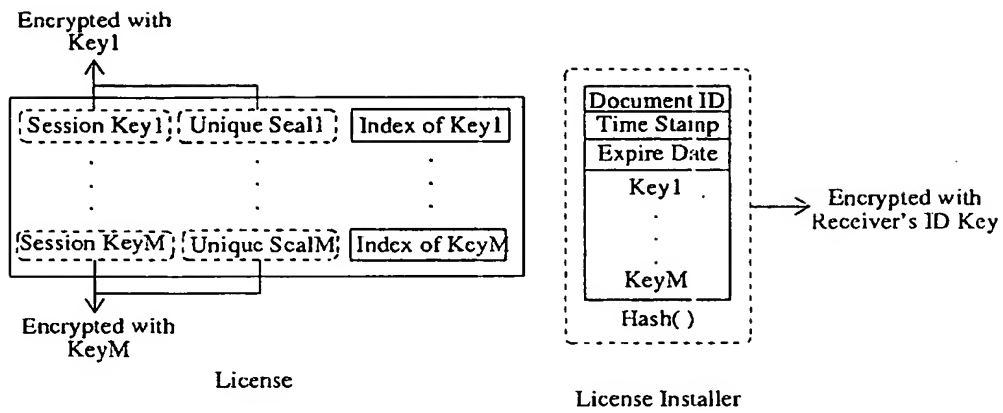 Encrypted with
Key1
Session Key1 Unique Seal1 Index of Key1
Session KeyM Unique SealM Index of KeyM
Encrypted with
KeyM
License
Document ID
Time Stamp
Expire Date
Key1
KeyM
Hash( )
Encrypted with
Receiver's ID Key
License Installer